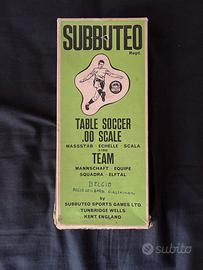 SUBBUTEO
Regd.
TABLE SOCCER
.00 SCALE
MASSSTAB - ECHELLE - SCALA
TEAM
MANNSCHAFT - EQUIPE
SQUADRA - ELFTAL
BELGIO
by
SUBBUTEO SPORTS GAMES LTD.
TUNBRIDGE WELLS
KENT, ENGLAND
subito